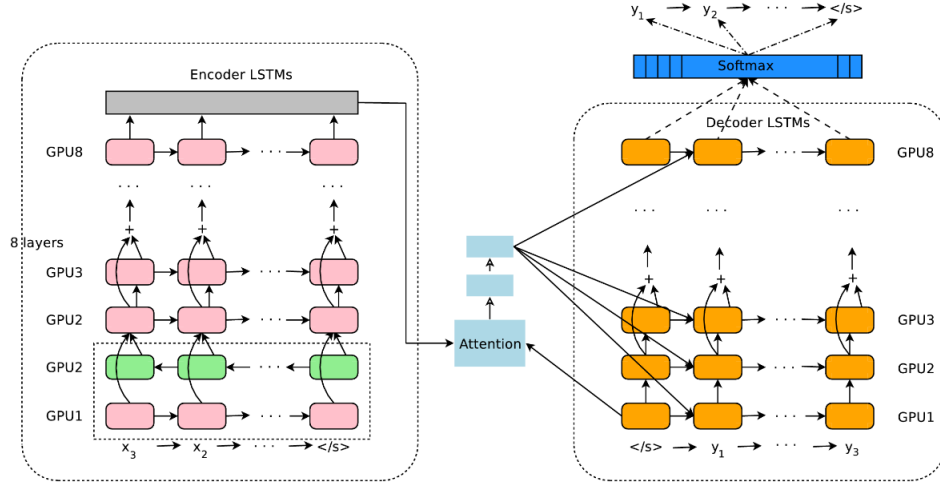 y1 y2 · · · </s>
Softmax
Encoder LSTMs
Decoder LSTMs
GPU8 · · · · · · GPU8
· · · · · · · · · · · ·
+ + +
8 layers
GPU3 · · · + + +
GPU2 · · · · · · GPU3
Attention
GPU2 · · · · · · GPU2
GPU1 · · · · · · GPU1
x3 x2 · · · </s> </s> y1 · · · y3